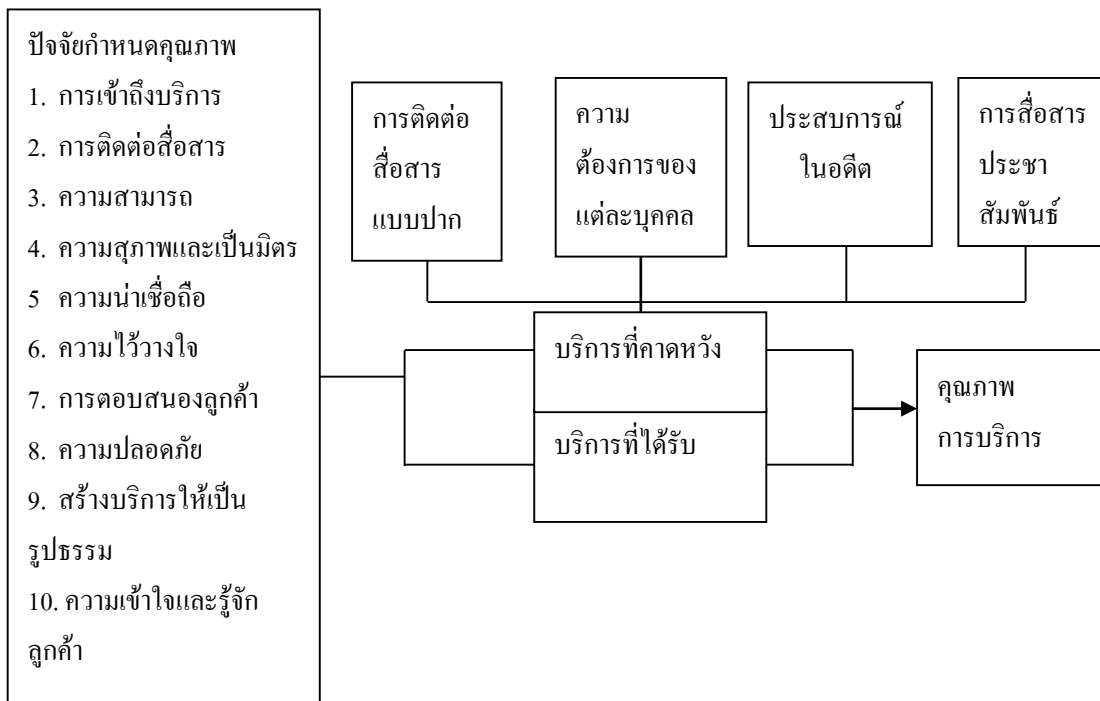 ปัจจัยกำหนดคุณภาพ
1. การเข้าถึงบริการ
2. การติดต่อสื่อสาร
3. ความสามารถ
4. ความสุภาพและเป็นมิตร
5 ความน่าเชื่อถือ
6. ความไว้วางใจ
7. การตอบสนองลูกค้า
8. ความปลอดภัย
9. สร้างบริการให้เป็น
รูปธรรม
10. ความเข้าใจและรู้จัก
ลูกค้า
การติดต่อ
สื่อสาร
แบบปาก
ความ
ต้องการของ
แต่ละบุคคล
ประสบการณ์
ในอดีต
การสื่อสาร
ประชา
สัมพันธ์
บริการที่คาดหวัง
บริการที่ได้รับ
คุณภาพ
การบริการ